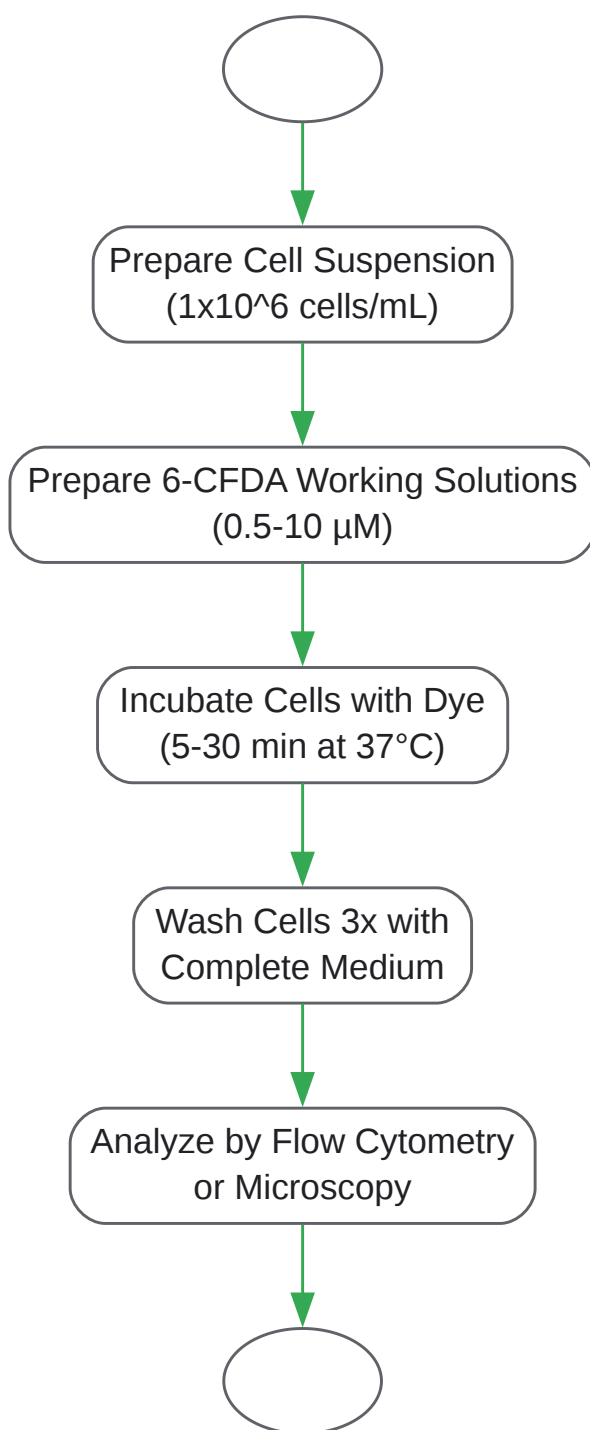 Prepare Cell Suspension
(1x10^6 cells/mL)
Prepare 6-CFDA Working Solutions
(0.5-10 µM)
Incubate Cells with Dye
(5-30 min at 37°C)
Wash Cells 3x with
Complete Medium
Analyze by Flow Cytometry
or Microscopy